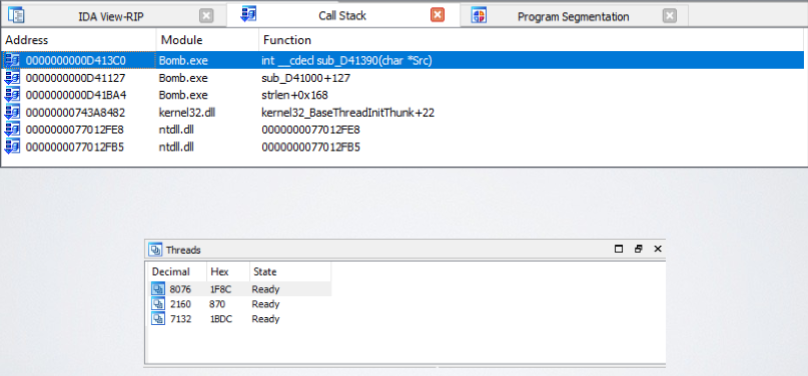 IDA View-RIP Call Stack Program Segmentation
Address Module Function
0000000000D413C0 Bomb.exe int __cdecl sub_D41390(char *Src)
0000000000D41127 Bomb.exe sub_D41000+127
0000000000D41BA4 Bomb.exe strlen+0x168
00000000743A8482 kernel32.dll kernel32_BaseThreadInitThunk+22
0000000077012FE8 ntdll.dll 0000000077012FE8
0000000077012FB5 ntdll.dll 0000000077012FB5
Threads
Decimal Hex State
8076 1F8C Ready
2160 870 Ready
7132 1BDC Ready